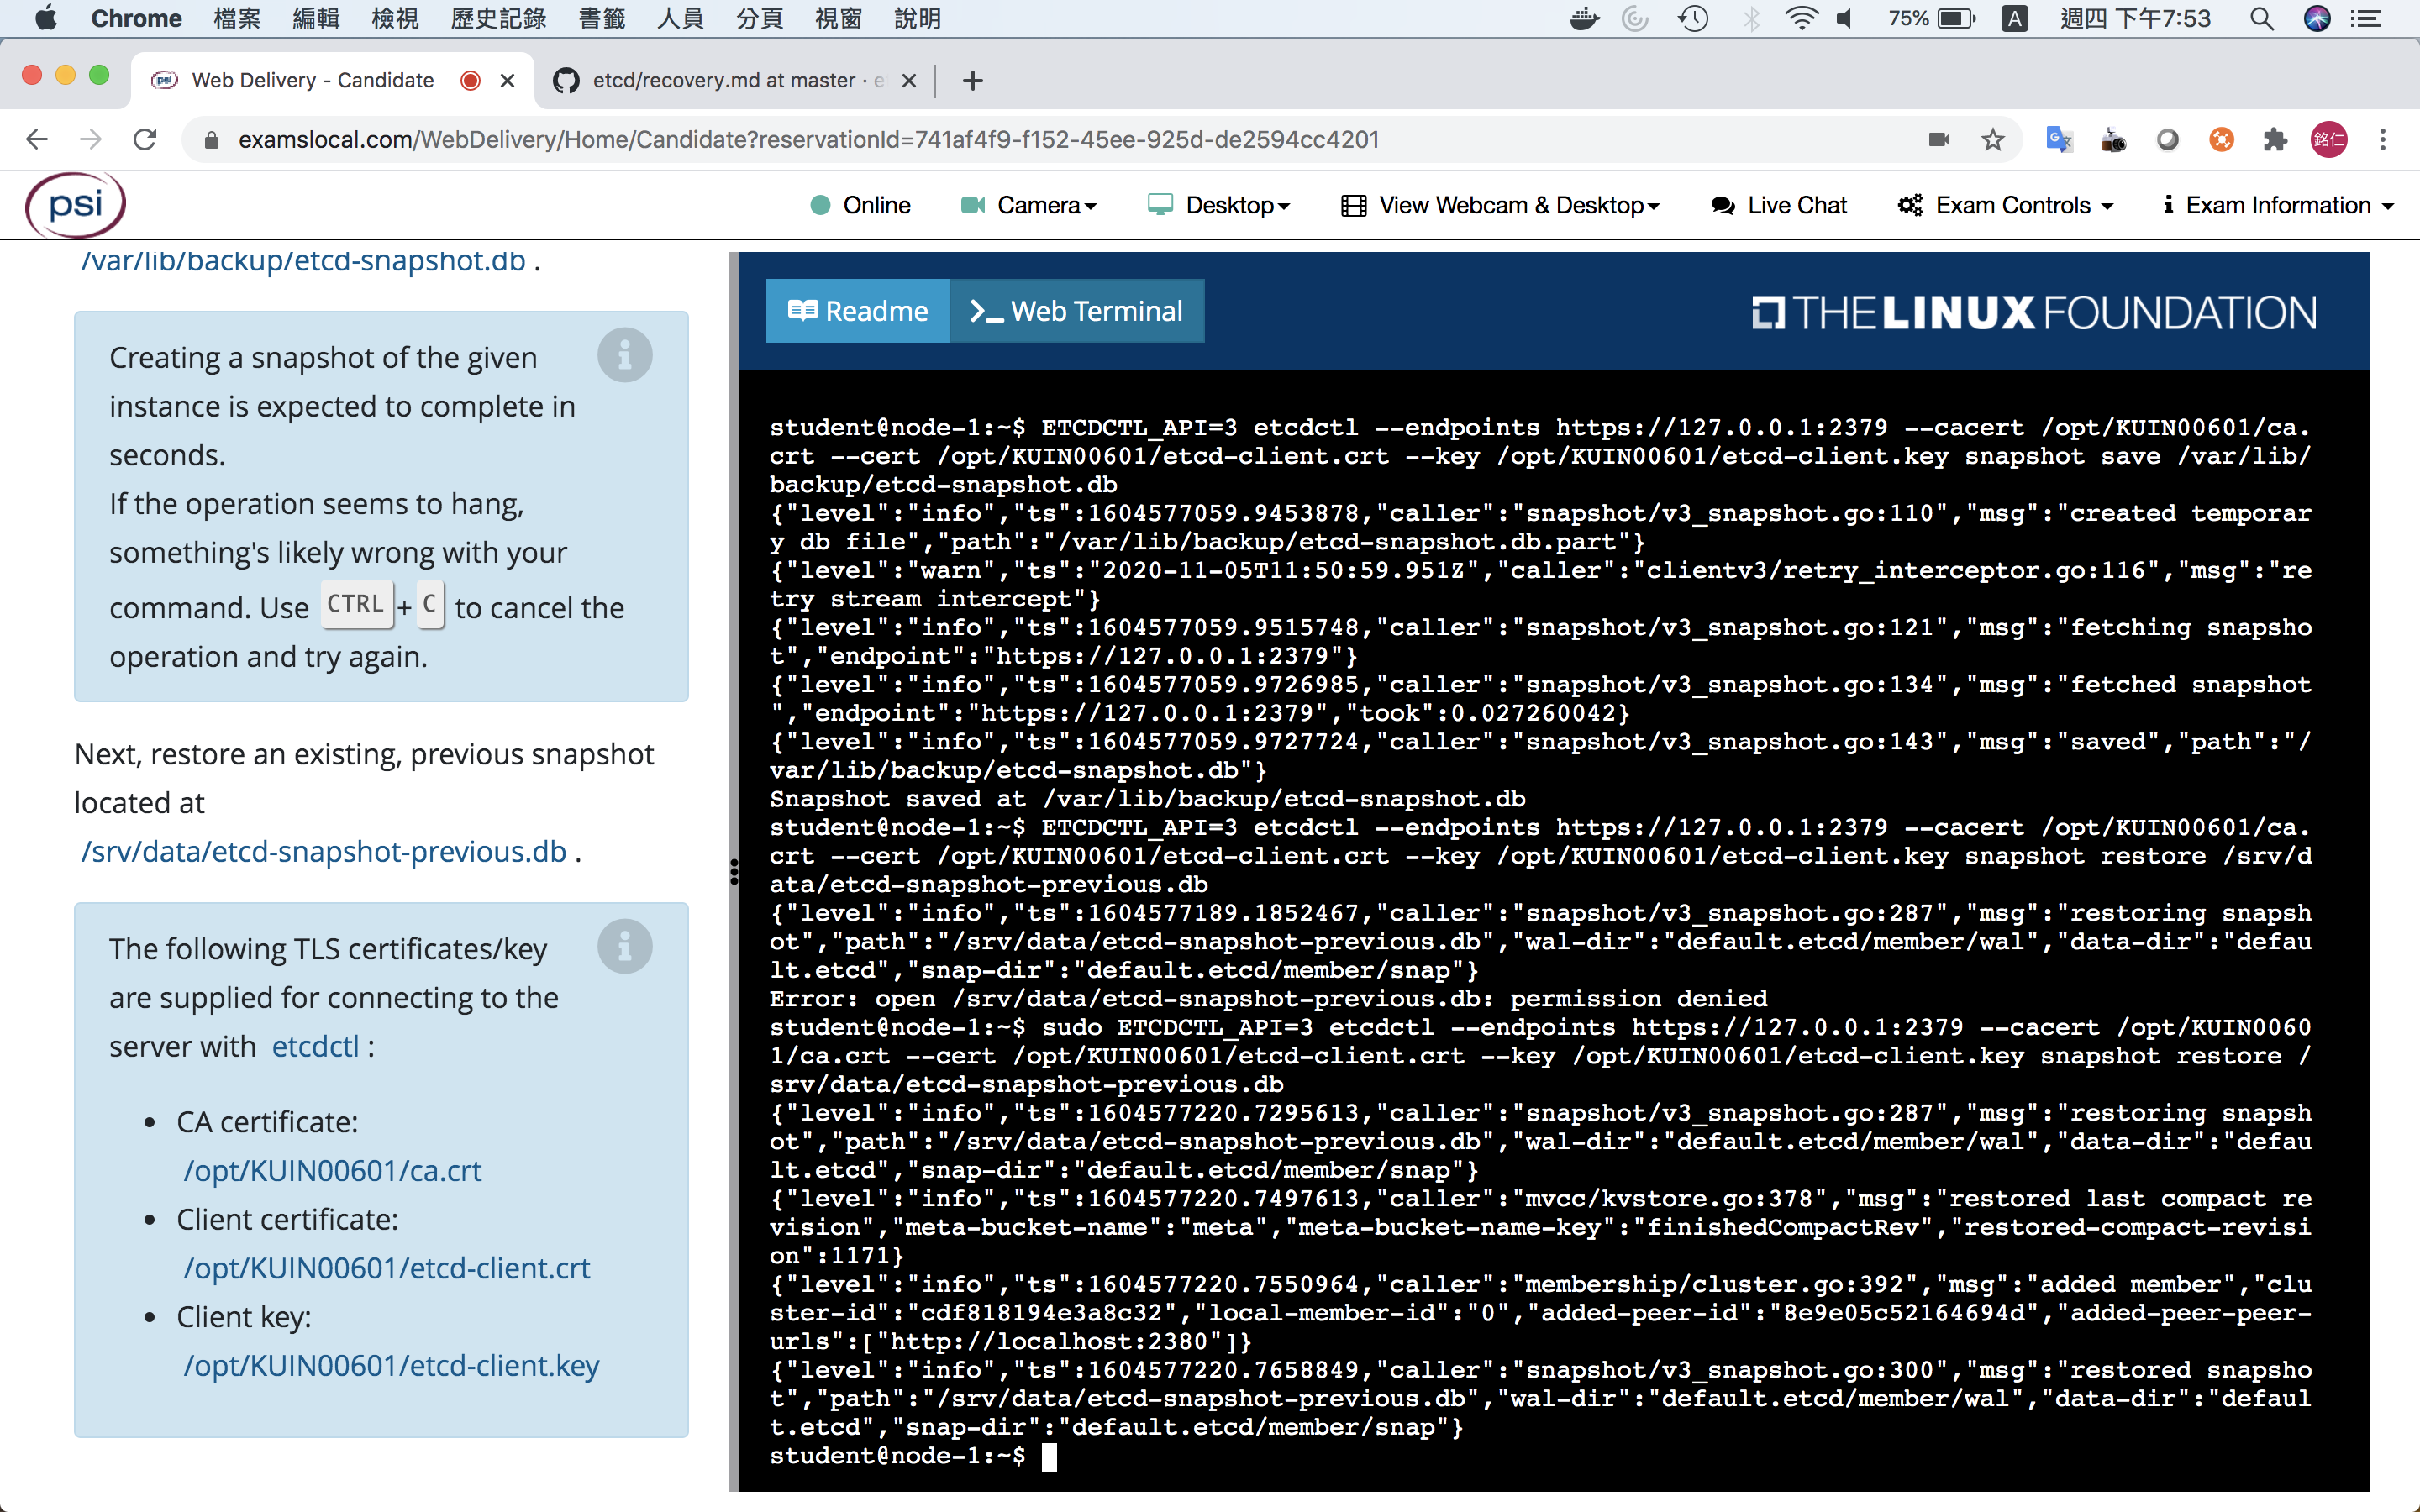 Chrome 檔案 編輯 檢視 歷史記錄 書籤 人員 分頁 視窗 說明 75% A 週四 下午7:53
psi Web Delivery - Candidate
etcd/recovery.md at master · e
examslocal.com/WebDelivery/Home/Candidate?reservationId=741af4f9-f152-45ee-925d-de2594cc4201 銘仁
psi Online Camera Desktop View Webcam & Desktop Live Chat Exam Controls Exam Information
/var/lib/backup/etcd-snapshot.db .
Creating a snapshot of the given
instance is expected to complete in
seconds.
If the operation seems to hang,
something's likely wrong with your
command. Use CTRL + C to cancel the
operation and try again.
Next, restore an existing, previous snapshot
located at
/srv/data/etcd-snapshot-previous.db .
The following TLS certificates/key
are supplied for connecting to the
server with etcdctl :
• CA certificate:
/opt/KUIN00601/ca.crt
• Client certificate:
/opt/KUIN00601/etcd-client.crt
• Client key:
/opt/KUIN00601/etcd-client.key
Readme >_ Web Terminal THE LINUX FOUNDATION
student@node-1:~$ ETCDCTL_API=3 etcdctl --endpoints https://127.0.0.1:2379 --cacert /opt/KUIN00601/ca.
crt --cert /opt/KUIN00601/etcd-client.crt --key /opt/KUIN00601/etcd-client.key snapshot save /var/lib/
backup/etcd-snapshot.db
{"level":"info","ts":1604577059.9453878,"caller":"snapshot/v3_snapshot.go:110","msg":"created temporar
y db file","path":"/var/lib/backup/etcd-snapshot.db.part"}
{"level":"warn","ts":"2020-11-05T11:50:59.951Z","caller":"clientv3/retry_interceptor.go:116","msg":"re
try stream intercept"}
{"level":"info","ts":1604577059.9515748,"caller":"snapshot/v3_snapshot.go:121","msg":"fetching snapsho
t","endpoint":"https://127.0.0.1:2379"}
{"level":"info","ts":1604577059.9726985,"caller":"snapshot/v3_snapshot.go:134","msg":"fetched snapshot
","endpoint":"https://127.0.0.1:2379","took":0.027260042}
{"level":"info","ts":1604577059.9727724,"caller":"snapshot/v3_snapshot.go:143","msg":"saved","path":"/
var/lib/backup/etcd-snapshot.db"}
Snapshot saved at /var/lib/backup/etcd-snapshot.db
student@node-1:~$ ETCDCTL_API=3 etcdctl --endpoints https://127.0.0.1:2379 --cacert /opt/KUIN00601/ca.
crt --cert /opt/KUIN00601/etcd-client.crt --key /opt/KUIN00601/etcd-client.key snapshot restore /srv/d
ata/etcd-snapshot-previous.db
{"level":"info","ts":1604577189.1852467,"caller":"snapshot/v3_snapshot.go:287","msg":"restoring snapsh
ot","path":"/srv/data/etcd-snapshot-previous.db","wal-dir":"default.etcd/member/wal","data-dir":"defau
lt.etcd","snap-dir":"default.etcd/member/snap"}
Error: open /srv/data/etcd-snapshot-previous.db: permission denied
student@node-1:~$ sudo ETCDCTL_API=3 etcdctl --endpoints https://127.0.0.1:2379 --cacert /opt/KUIN0060
1/ca.crt --cert /opt/KUIN00601/etcd-client.crt --key /opt/KUIN00601/etcd-client.key snapshot restore /
srv/data/etcd-snapshot-previous.db
{"level":"info","ts":1604577220.7295613,"caller":"snapshot/v3_snapshot.go:287","msg":"restoring snapsh
ot","path":"/srv/data/etcd-snapshot-previous.db","wal-dir":"default.etcd/member/wal","data-dir":"defau
lt.etcd","snap-dir":"default.etcd/member/snap"}
{"level":"info","ts":1604577220.7497613,"caller":"mvcc/kvstore.go:378","msg":"restored last compact re
vision","meta-bucket-name":"meta","meta-bucket-name-key":"finishedCompactRev","restored-compact-revisi
on":1171}
{"level":"info","ts":1604577220.7550964,"caller":"membership/cluster.go:392","msg":"added member","clu
ster-id":"cdf818194e3a8c32","local-member-id":"0","added-peer-id":"8e9e05c52164694d","added-peer-peer-
urls":["http://localhost:2380"]}
{"level":"info","ts":1604577220.7658849,"caller":"snapshot/v3_snapshot.go:300","msg":"restored snapsho
t","path":"/srv/data/etcd-snapshot-previous.db","wal-dir":"default.etcd/member/wal","data-dir":"defaul
t.etcd","snap-dir":"default.etcd/member/snap"}
student@node-1:~$